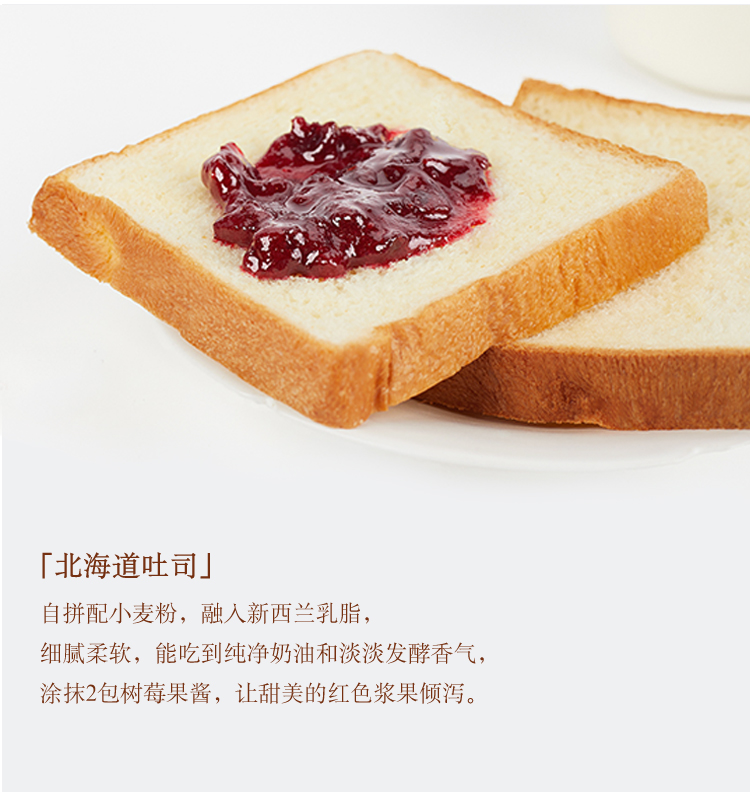 「北海道吐司」
自拼配小麦粉，融入新西兰乳脂，
细腻柔软，能吃到纯净奶油和淡淡发酵香气，
涂抹2包树莓果酱，让甜美的红色浆果倾泻。